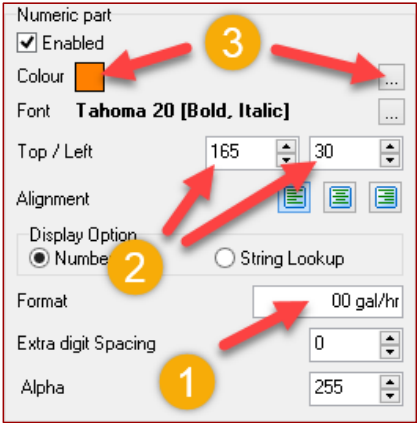 Numeric part
Enabled
3
Colour ...
Font Tahoma 20 [Bold, Italic] ...
Top / Left 165 30
Alignment
Display Option
Numbe String Lookup
2
Format 00 gal/hr
Extra digit Spacing 0
1
Alpha 255